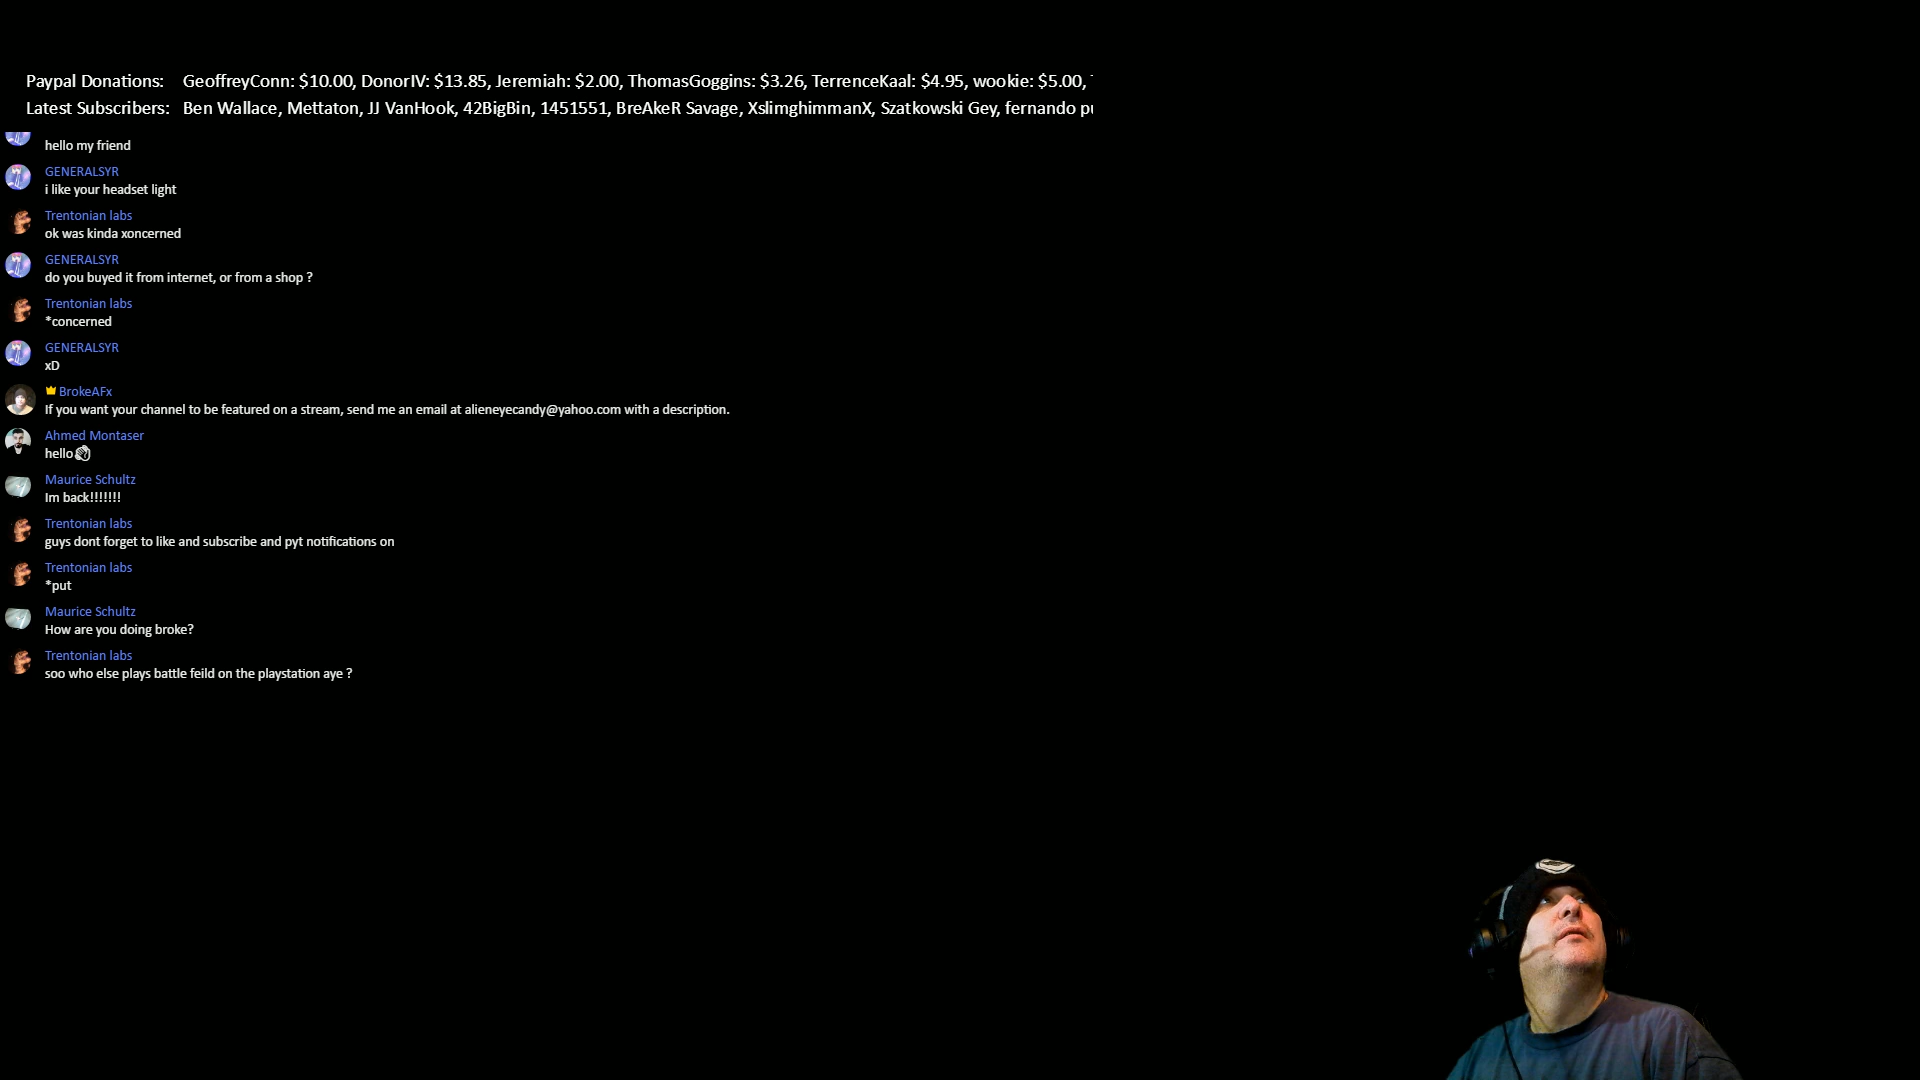 Paypal Donations: GeoffreyConn: $10.00, DonorIV: $13.85, Jeremiah: $2.00, ThomasGoggins: $3.26, TerrenceKaal: $4.95, wookie: $5.00,
Latest Subscribers: Ben Wallace, Mettaton, JJ VanHook, 42BigBin, 1451551, BreAkeR Savage, XslimghimmanX, Szatkowski Gey, fernando
hello my friend
GENERALSYR
i like your headset light
Trentonian labs
ok was kinda xoncerned
GENERALSYR
do you buyed it from internet, or from a shop ?
Trentonian labs
*concerned
GENERALSYR
xD
BrokeAFx
If you want your channel to be featured on a stream, send me an email at alieneyecandy@yahoo.com with a description.
Ahmed Montaser
hello
Maurice Schultz
Im back!!!!!!!
Trentonian labs
guys dont forget to like and subscribe and pyt notifications on
Trentonian labs
*put
Maurice Schultz
How are you doing broke?
Trentonian labs
soo who else plays battle feild on the playstation aye ?